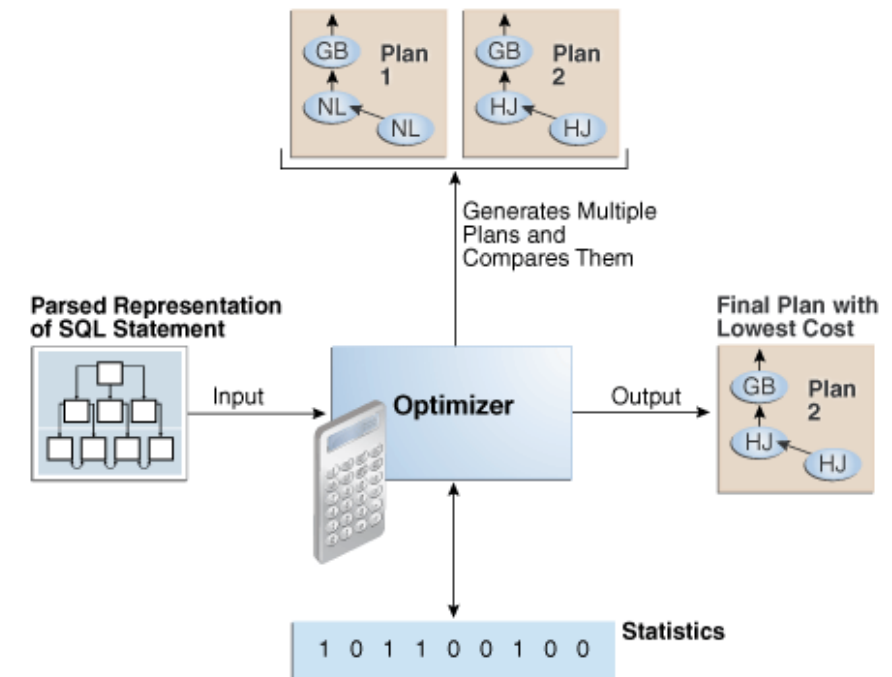 GB Plan
1
NL
NL
GB Plan
2
HJ
HJ
Generates Multiple
Plans and
Compares Them
Parsed Representation
of SQL Statement
Input
Optimizer
Output
Final Plan with
Lowest Cost
GB Plan
2
HJ
HJ
Statistics
1 0 1 1 0 0 1 0 0